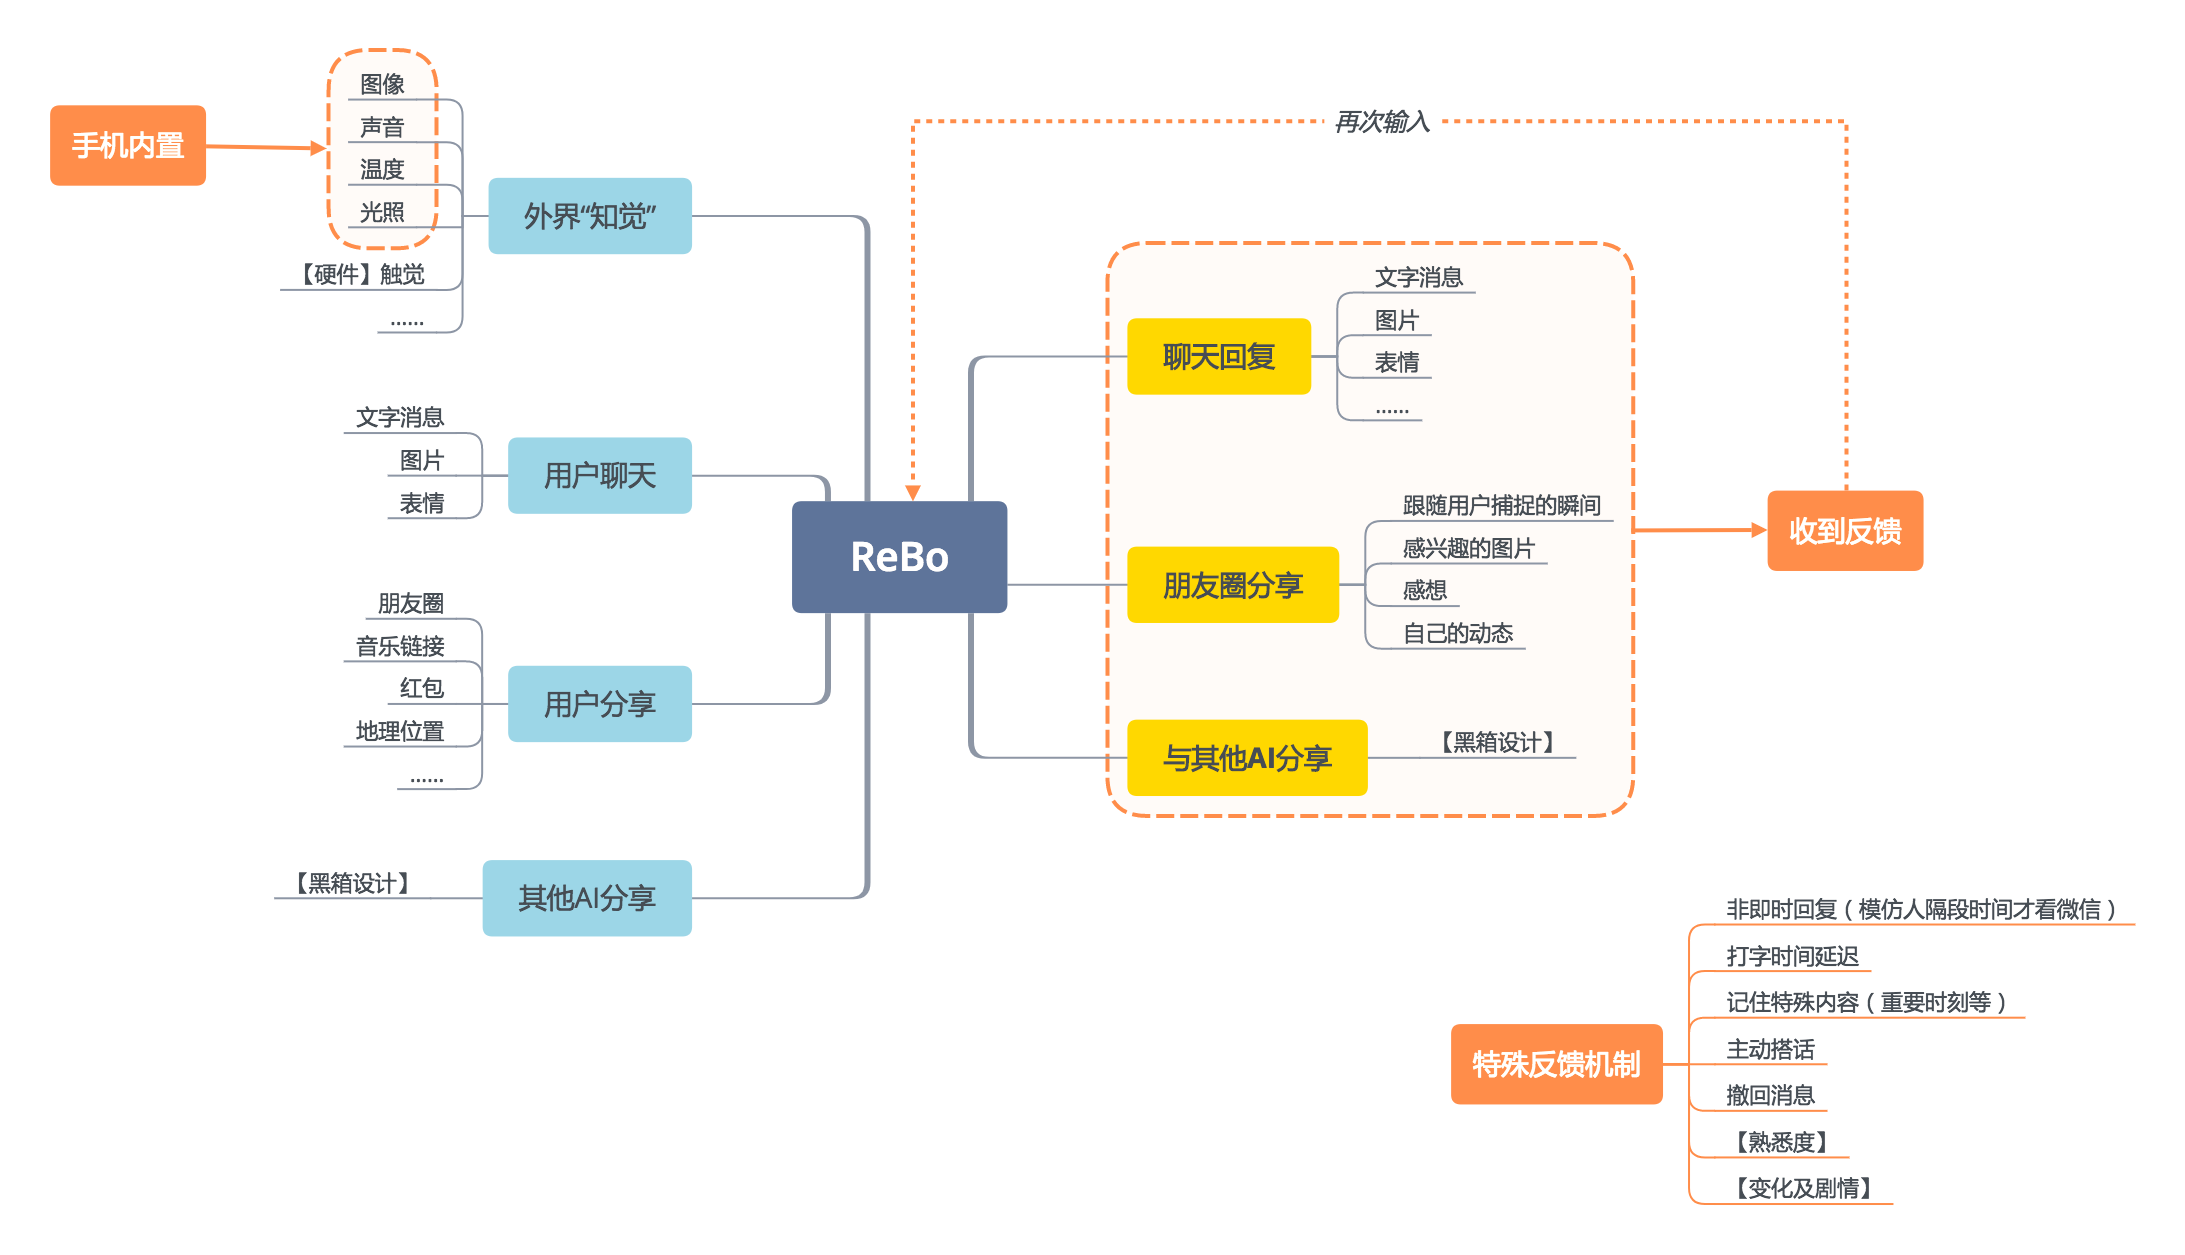 手机内置
图像
声音
温度
光照
【硬件】触觉
......
外界“知觉”
文字消息
图片
表情
用户聊天
朋友圈
音乐链接
红包
地理位置
......
用户分享
【黑箱设计】
其他AI分享
ReBo
再次输入
聊天回复
文字消息
图片
表情
......
朋友圈分享
跟随用户捕捉的瞬间
感兴趣的图片
感想
自己的动态
与其他AI分享
【黑箱设计】
收到反馈
特殊反馈机制
非即时回复（模仿人隔段时间才看微信）
打字时间延迟
记住特殊内容（重要时刻等）
主动搭话
撤回消息
【熟悉度】
【变化及剧情】